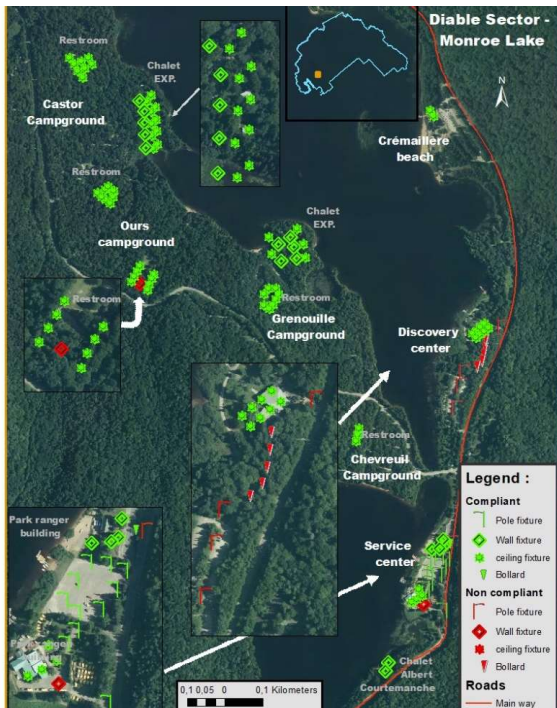 Diable Sector -
Monroe Lake
N
Restroom
Chalet
EXP.
Castor
Campground
Crémaillere
beach
Restroom
Ours
campground
Chalet
EXP.
Restroom
Restroom
Grenouille
Campground
Discovery
center
Restroom
Chevreuil
Campground
Park ranger
building
Service
center
Chalet
Albert
Courtemanche
0,1 0,05 0 0,1 Kilometers
Legend :
Compliant
Pole fixture
Wall fixture
ceiling fixture
Bollard
Non compliant
Pole fixture
Wall fixture
ceiling fixture
Bollard
Roads
Main way